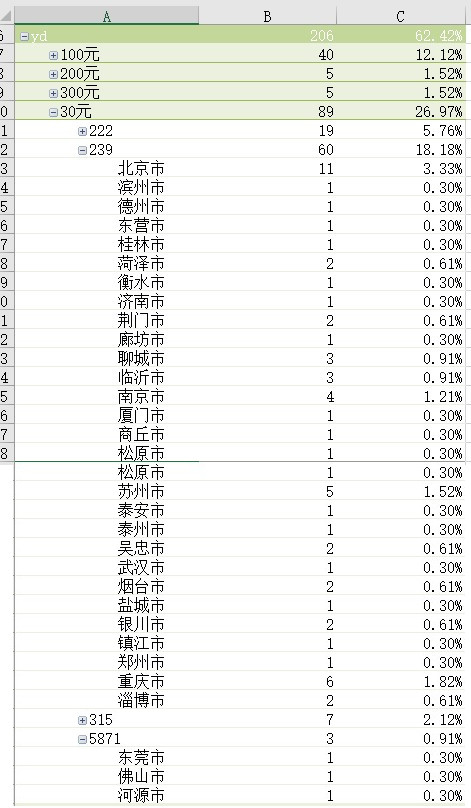 A B C
6 yd 206 62.42%
7 100元 40 12.12%
8 200元 5 1.52%
9 300元 5 1.52%
0 30元 89 26.97%
1 222 19 5.76%
2 239 60 18.18%
3 北京市 11 3.33%
4 滨州市 1 0.30%
5 德州市 1 0.30%
6 东营市 1 0.30%
7 桂林市 1 0.30%
8 菏泽市 2 0.61%
9 衡水市 1 0.30%
0 济南市 1 0.30%
1 荆门市 2 0.61%
2 廊坊市 1 0.30%
3 聊城市 3 0.91%
4 临沂市 3 0.91%
5 南京市 4 1.21%
6 厦门市 1 0.30%
7 商丘市 1 0.30%
8 松原市 1 0.30%
松原市 1 0.30%
苏州市 5 1.52%
泰安市 1 0.30%
泰州市 1 0.30%
吴忠市 2 0.61%
武汉市 1 0.30%
烟台市 2 0.61%
盐城市 1 0.30%
银川市 2 0.61%
镇江市 1 0.30%
郑州市 1 0.30%
重庆市 6 1.82%
淄博市 2 0.61%
315 7 2.12%
5871 3 0.91%
东莞市 1 0.30%
佛山市 1 0.30%
河源市 1 0.30%